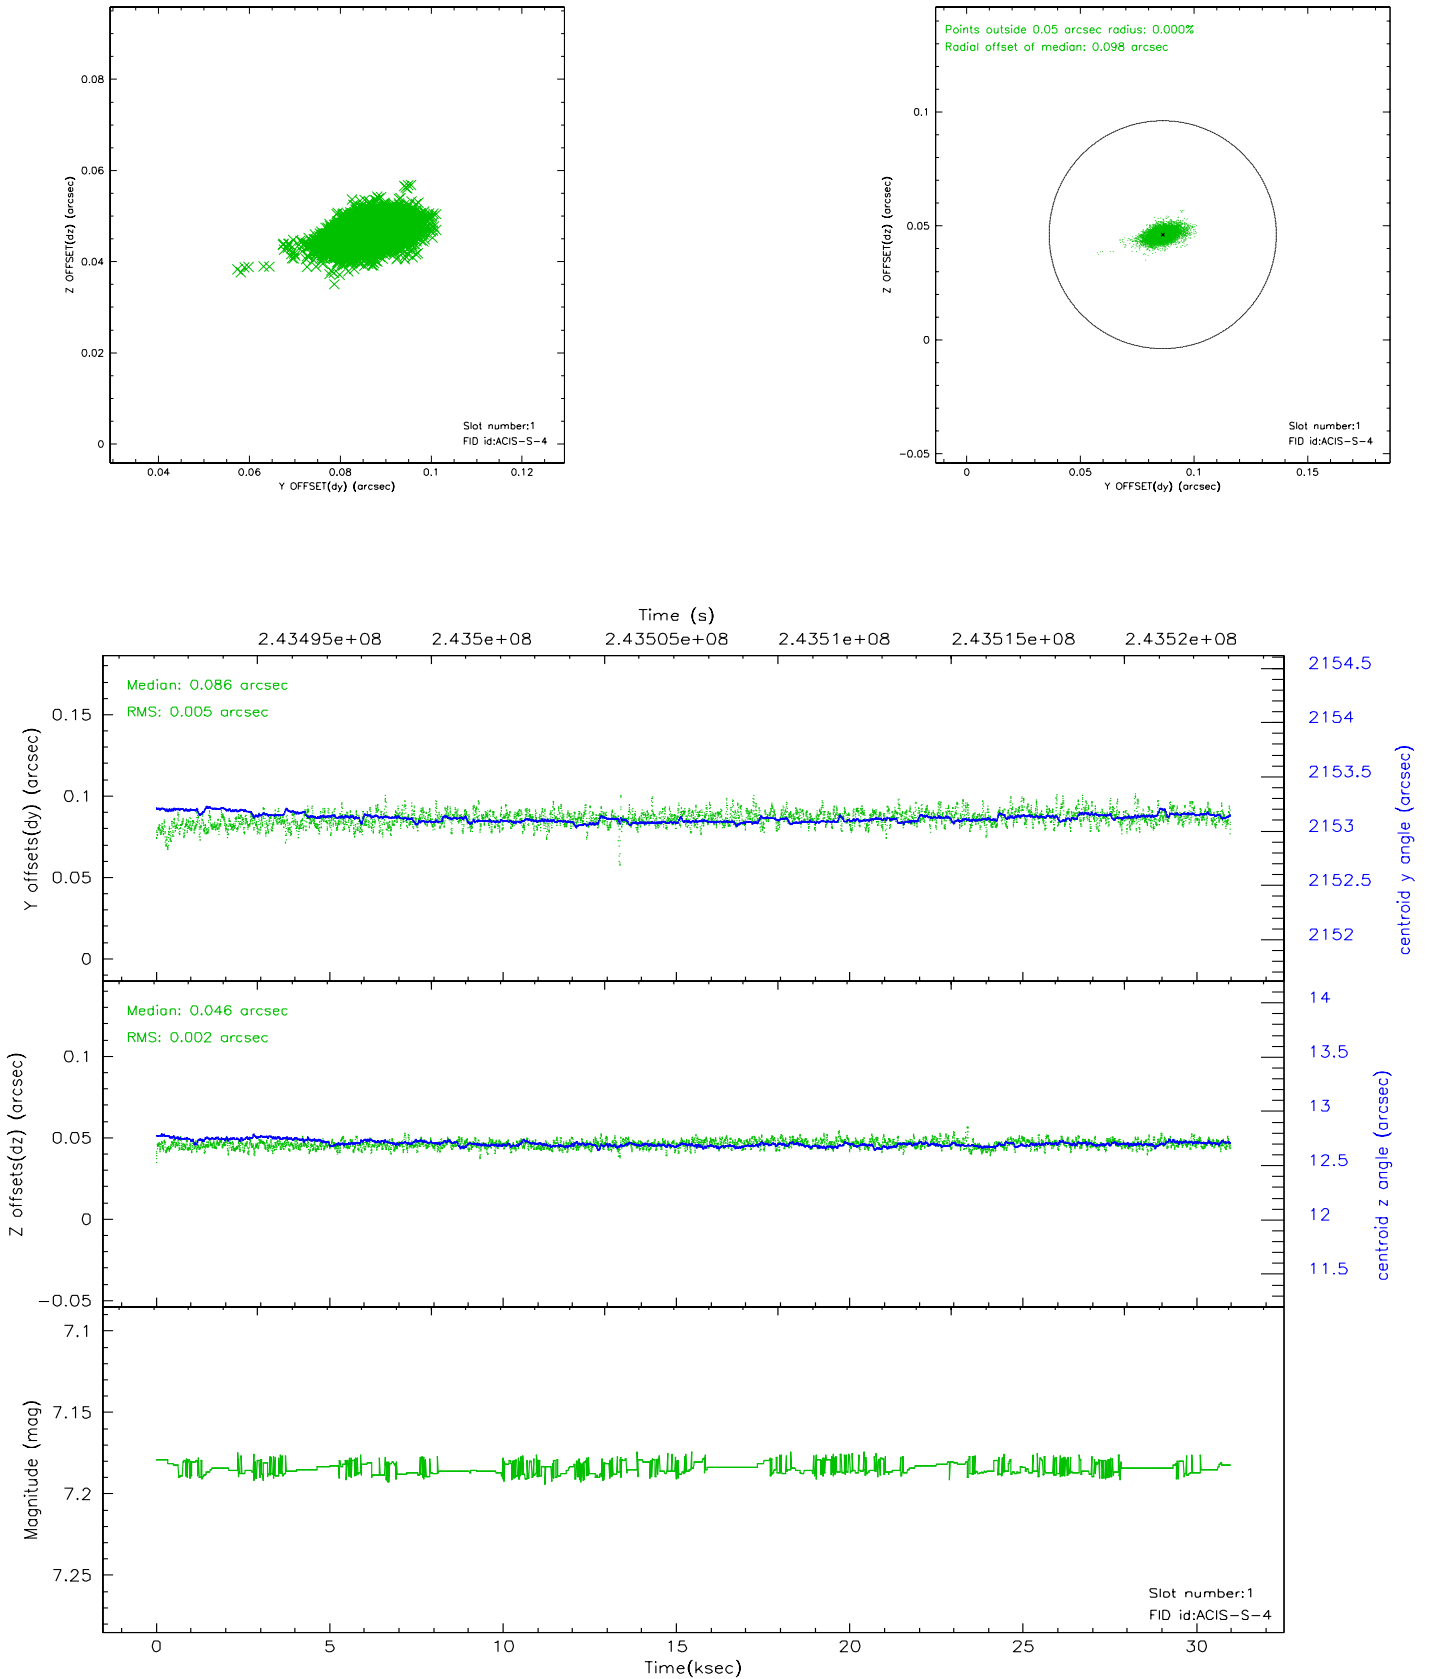 0.08
0.06
0.04
0.02
0
Z OFFSET(dz) (arcsec)
Slot number:1
FID id:ACIS-S-4
0.04 0.06 0.08 0.1 0.12
Y OFFSET(dy) (arcsec)
Points outside 0.05 arcsec radius: 0.000%
Radial offset of median: 0.098 arcsec
0.1
0.05
0
-0.05
Z OFFSET(dz) (arcsec)
Slot number:1
FID id:ACIS-S-4
0 0.05 0.1 0.15
Y OFFSET(dy) (arcsec)
Time (s)
2.43495e+08 2.435e+08 2.43505e+08 2.4351e+08 2.43515e+08 2.4352e+08
Median: 0.086 arcsec
RMS: 0.005 arcsec
0.15
0.1
0.05
0
Y offsets(dy) (arcsec)
2154.5
2154
2153.5
2153
2152.5
2152
centroid y angle (arcsec)
Median: 0.046 arcsec
RMS: 0.002 arcsec
0.1
0.05
0
-0.05
Z offsets(dz) (arcsec)
14
13.5
13
12.5
12
11.5
centroid z angle (arcsec)
7.1
7.15
7.2
7.25
Magnitude (mag)
Slot number:1
FID id:ACIS-S-4
0 5 10 15 20 25 30
Time(ksec)